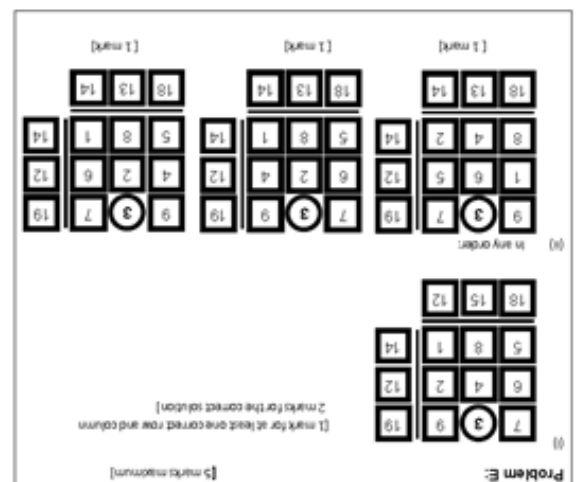 Problem E: [5 marks maximum]
(i)
7 3 9 19
6 4 2 12
5 8 1 14
18 15 12
[1 mark for at least one correct row and column
2 marks for the correct solution]
(ii) In any order:
9 3 7 19 7 3 9 19 9 3 7 19
1 6 5 12 6 2 4 12 4 2 6 12
8 4 2 14 5 8 1 14 5 8 1 14
18 13 14 18 13 14 18 13 14
[1 mark] [1 mark] [1 mark]